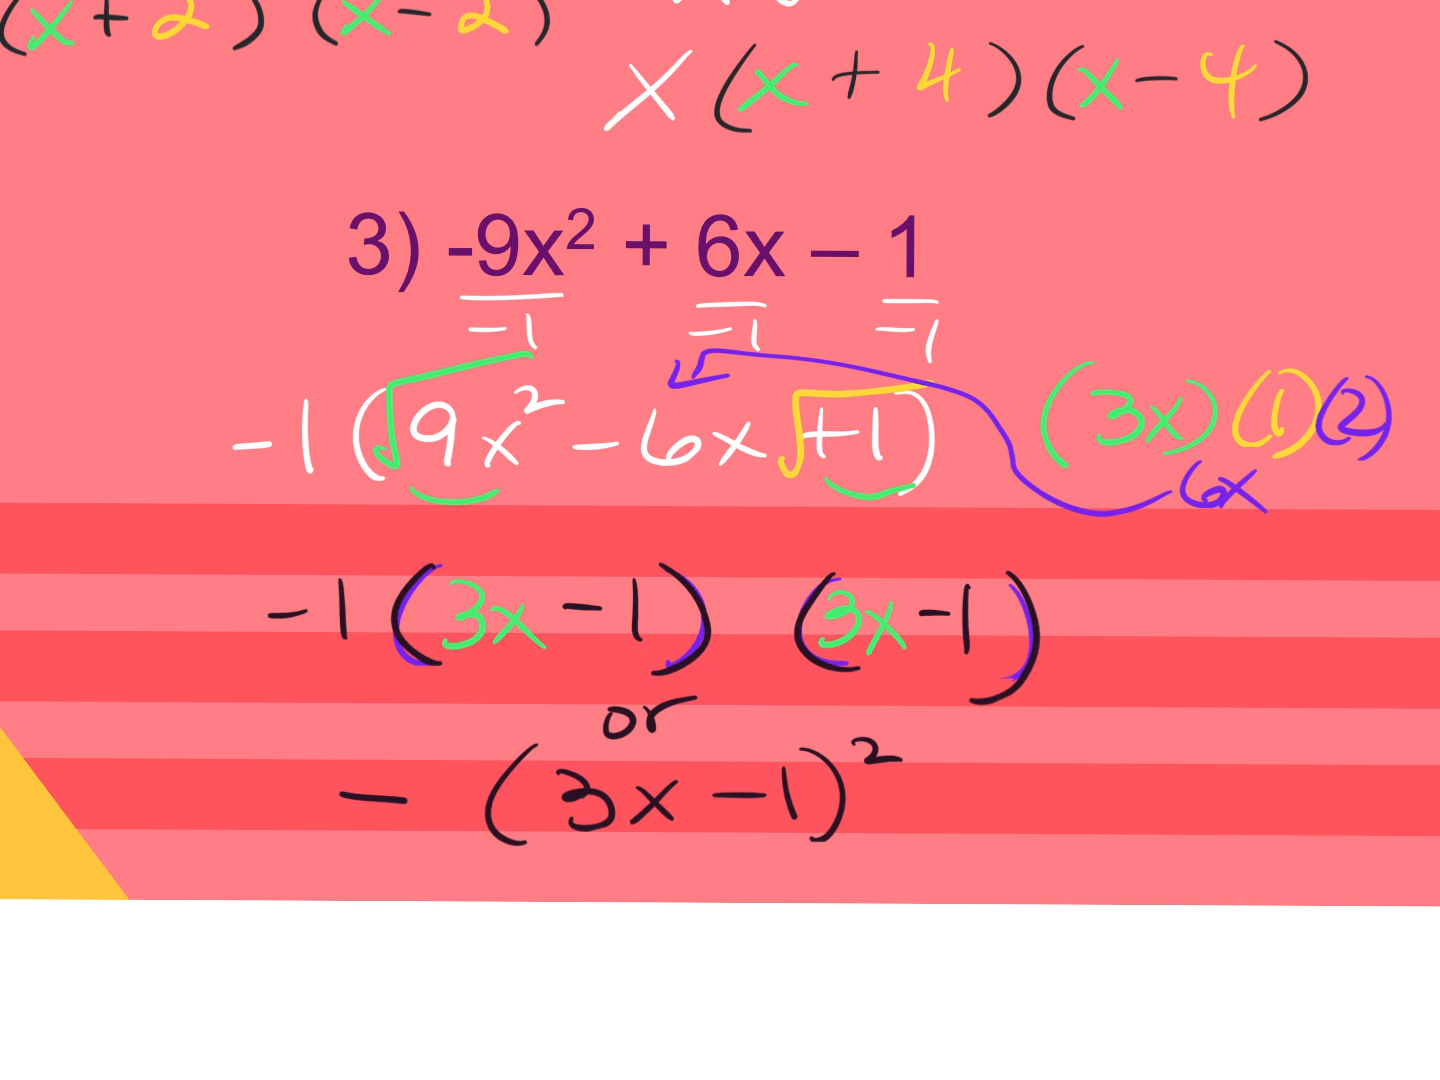 (x + 2) (x - 2)
x (x + 4) (x - 4)
3) -9x² + 6x – 1
-1 -1 -1
-1 (√9x² - 6x √+1) (3x) (1) (2)
6x
-1 (3x - 1) (3x - 1)
or
- (3x - 1)²